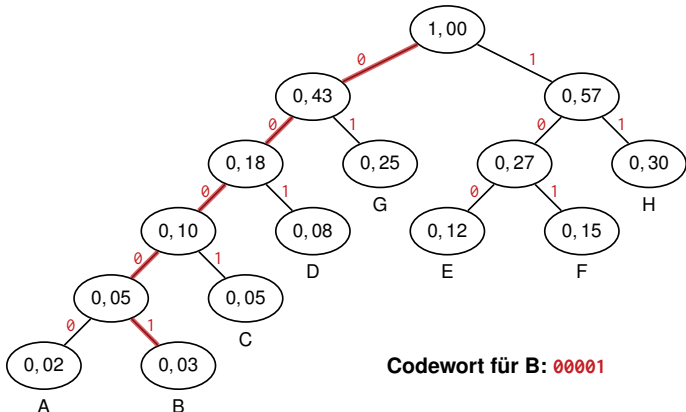 1,00
0 1
0,43 0,57
0 1 0 1
0,18 0,25 0,27 0,30
G H
0 1 0 1
0,10 0,08 0,12 0,15
D E F
0 1
0,05 0,05
C
0 1
0,02 0,03
Codewort für B: 00001
A B